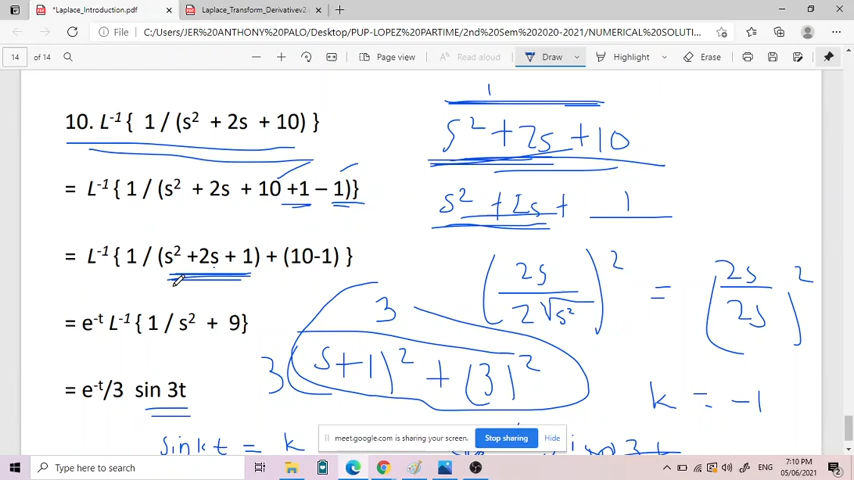 *Laplace_Introduction.pdf
Laplace_Transform_Derivativev2.
File | C:/Users/JER%20ANTHONY%20PALO/Desktop/PUP-LOPEZ%20PARTIME/2nd%20Sem%202020-2021/NUMERICAL%20SOLUTI...
14 of 14
Page view
Read aloud
Draw
Highlight
Erase
10. L⁻¹{ 1 / (s² + 2s + 10) }
= L⁻¹{ 1 / (s² + 2s + 10 +1 – 1)}
= L⁻¹{ 1 / (s² +2s + 1) + (10-1) }
= e⁻ᵗ L⁻¹{ 1 / s² + 9}
= e⁻ᵗ/3 sin 3t
1
s² + 2s + 10
s² + 2s + 1
(2s / 2√s²)² = (2s / 2s)²
3
3 (s+1)² + (3)²
k = -1
sin kt = k
meet.google.com is sharing your screen.
Stop sharing
Hide
Type here to search
ENG
7:10 PM
05/06/2021
2